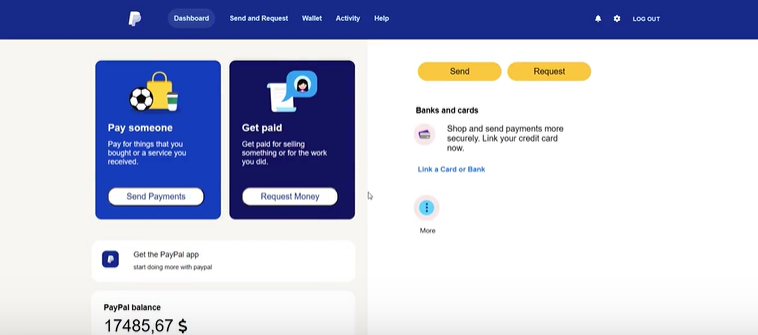 Dashboard Send and Request Wallet Activity Help LOG OUT
Pay someone
Pay for things that you
bought or a service you
received.
Send Payments
Get paid
Get paid for selling
something or for the work
you did.
Request Money
Get the PayPal app
start doing more with paypal
PayPal balance
17485,67 $
Send Request
Banks and cards
Shop and send payments more
securely. Link your credit card
now.
Link a Card or Bank
More